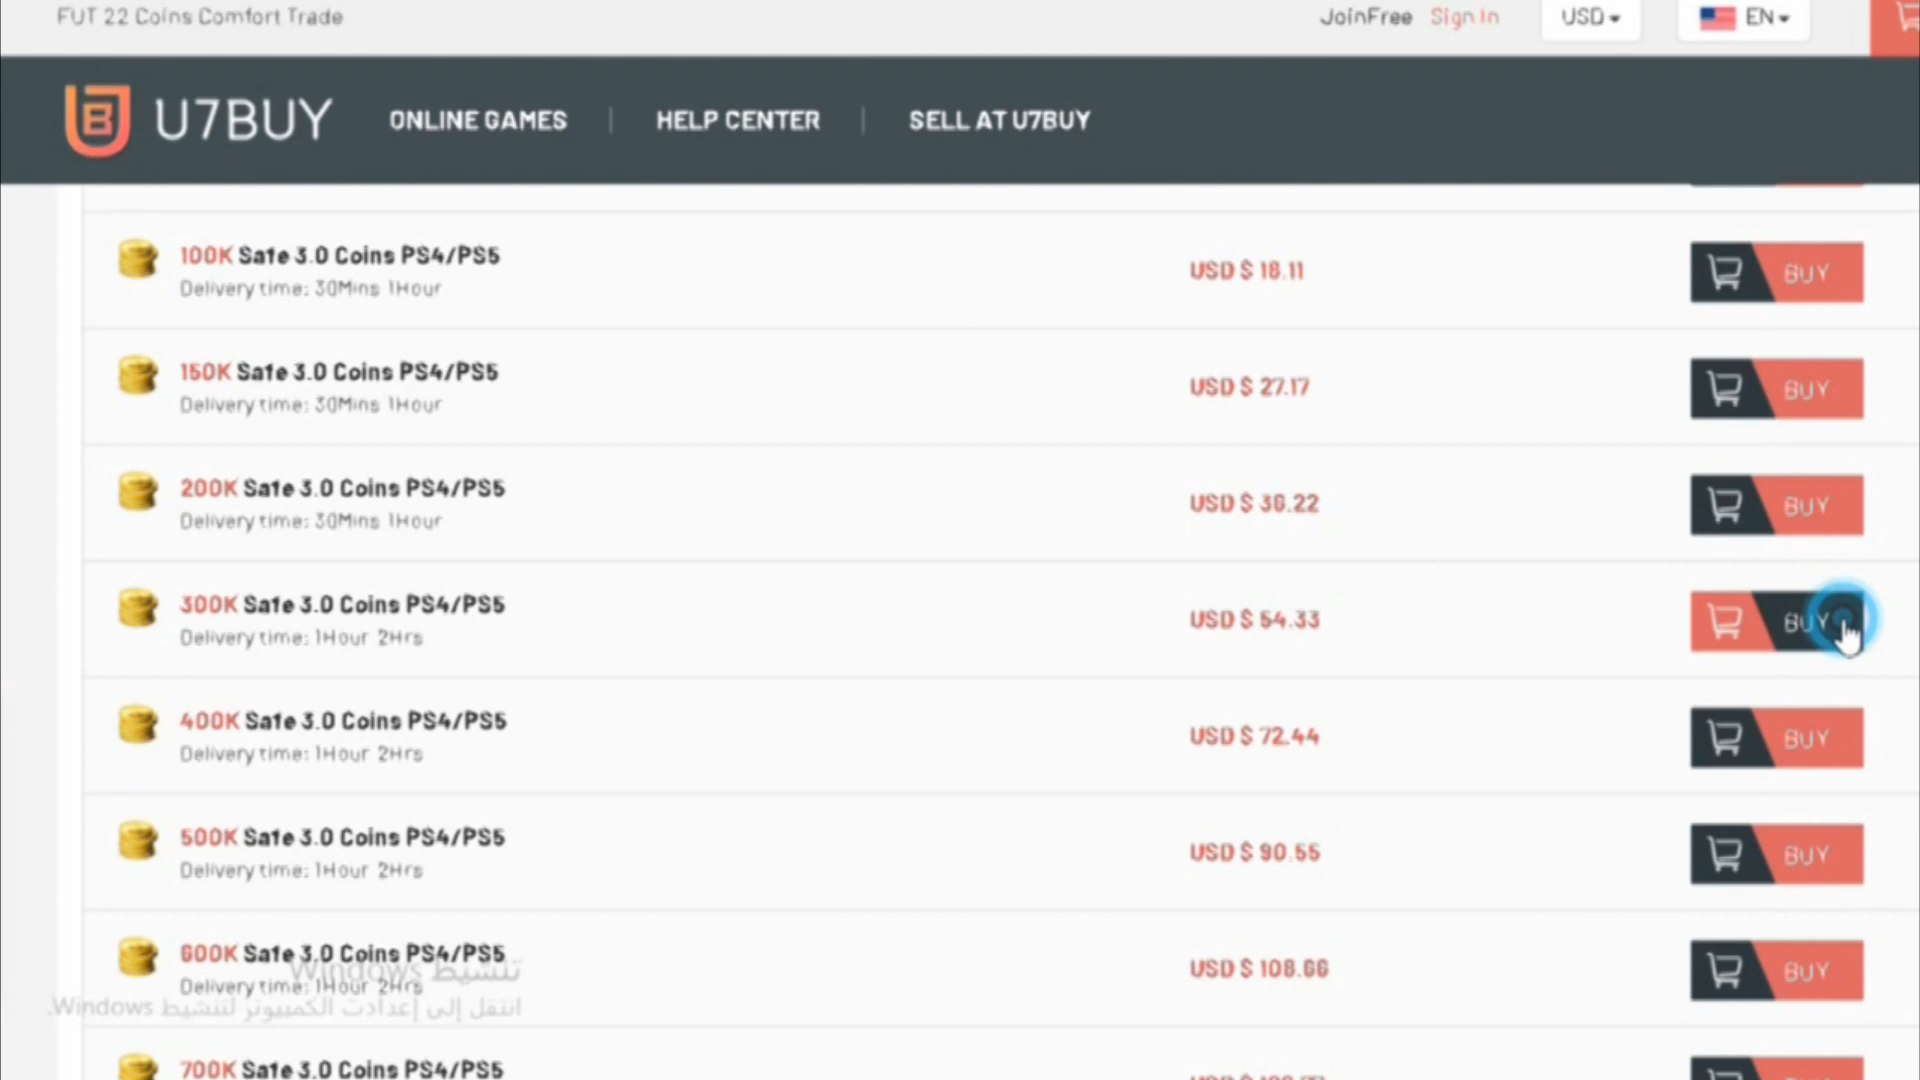 FUT 22 Coins Comfort Trade
JoinFree Sign In USD EN
U7BUY ONLINE GAMES HELP CENTER SELL AT U7BUY
100K Safe 3.0 Coins PS4/PS5
Delivery time: 30Mins 1Hour
USD $ 18.11
BUY
150K Safe 3.0 Coins PS4/PS5
Delivery time: 30Mins 1Hour
USD $ 27.17
BUY
200K Safe 3.0 Coins PS4/PS5
Delivery time: 30Mins 1Hour
USD $ 36.22
BUY
300K Safe 3.0 Coins PS4/PS5
Delivery time: 1Hour 2Hrs
USD $ 54.33
BUY
400K Safe 3.0 Coins PS4/PS5
Delivery time: 1Hour 2Hrs
USD $ 72.44
BUY
500K Safe 3.0 Coins PS4/PS5
Delivery time: 1Hour 2Hrs
USD $ 90.55
BUY
600K Safe 3.0 Coins PS4/PS5
Delivery time: 1Hour 2Hrs
USD $ 108.66
BUY
تنشيط Windows
انتقل إلى إعدادات الكمبيوتر لتنشيط Windows.
700K Safe 3.0 Coins PS4/PS5